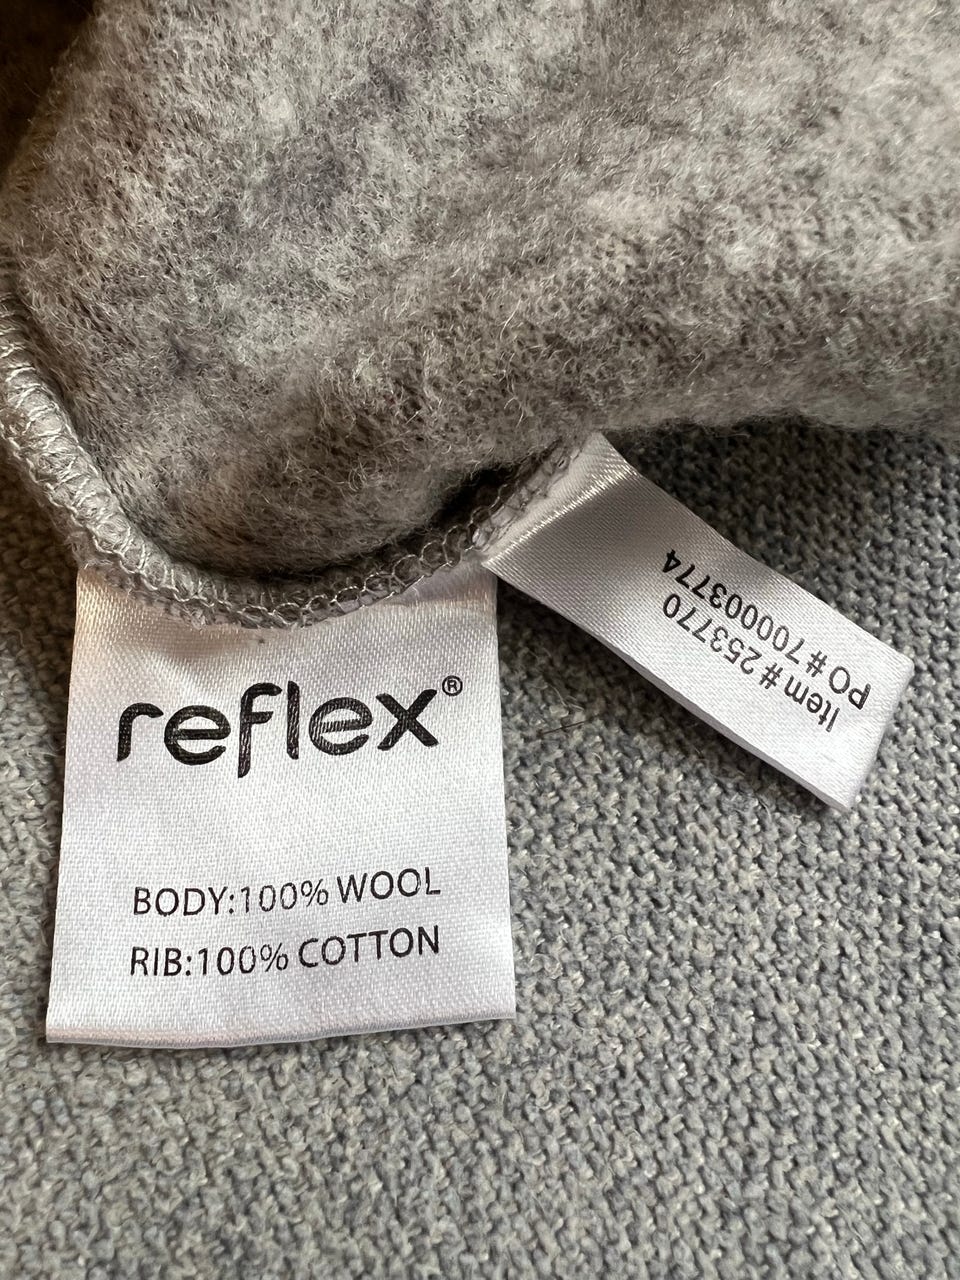 reflex®
BODY:100% WOOL
RIB:100% COTTON
Item # 253770
PO # 700003774